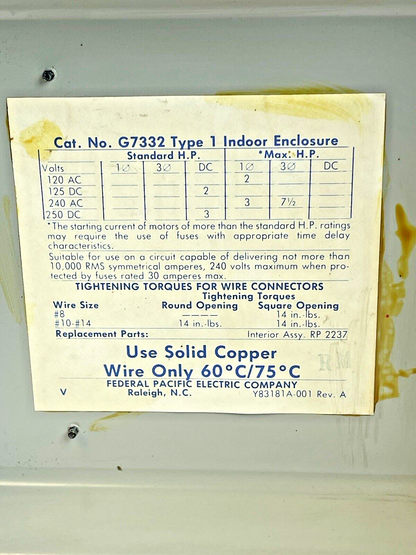 Cat. No. G7332 Type 1 Indoor Enclosure
Standard H.P. *Max. H.P.
Volts 1Ø 3Ø DC 1Ø 3Ø DC
120 AC 2
125 DC 2
240 AC 3 7½
250 DC 3
*The starting current of motors of more than the standard H.P. ratings
may require the use of fuses with appropriate time delay
characteristics.
Suitable for use on a circuit capable of delivering not more than
10,000 RMS symmetrical amperes, 240 volts maximum when pro-
tected by fuses rated 30 amperes max.
TIGHTENING TORQUES FOR WIRE CONNECTORS
Tightening Torques
Wire Size Round Opening Square Opening
#8 ---- 14 in.-lbs.
#10-#14 14 in.-lbs. 14 in.-lbs.
Replacement Parts: Interior Assy. RP 2237
Use Solid Copper
Wire Only 60°C/75°C
FEDERAL PACIFIC ELECTRIC COMPANY
V Raleigh, N.C. Y83181A-001 Rev. A